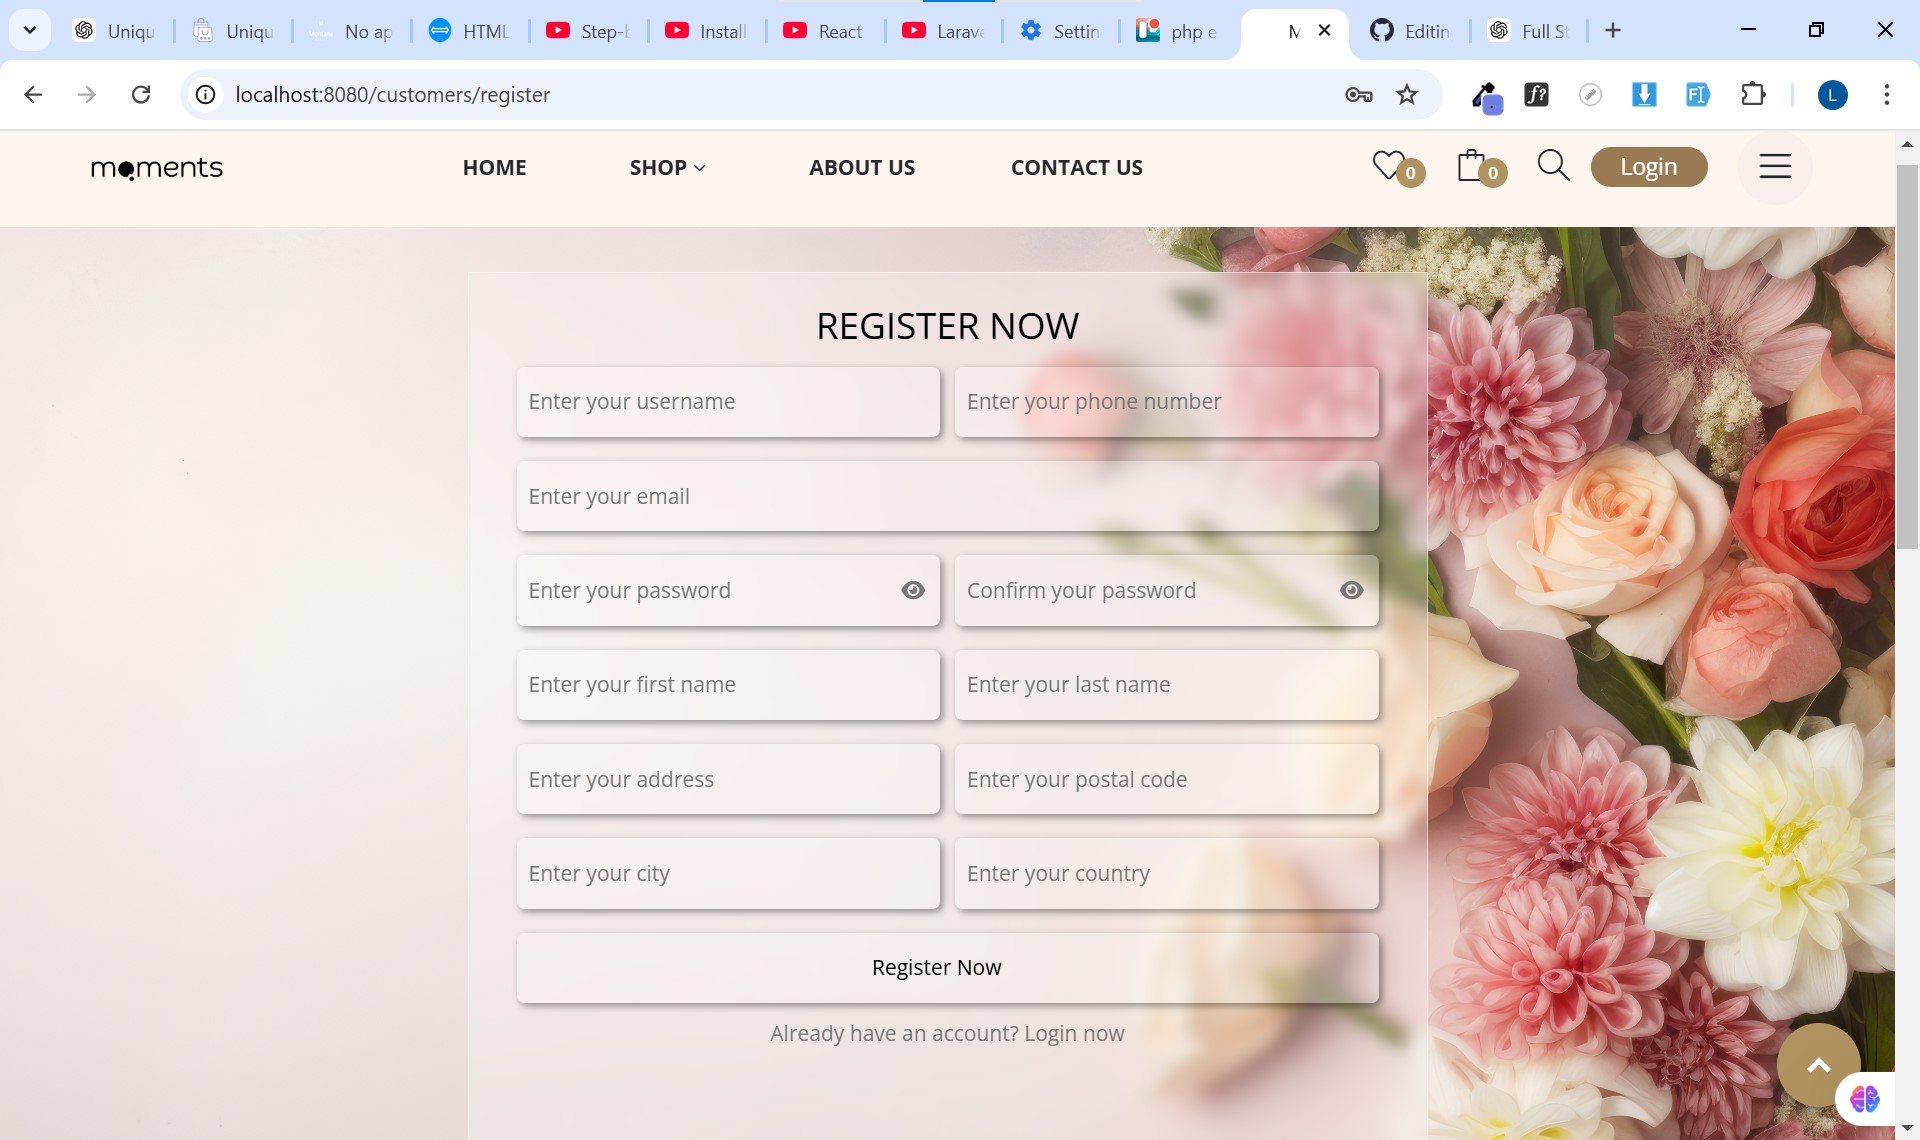 Uniqu
Uniqu
No ap
HTML
Step-b
Install
React
Larave
Settin
php e
M
Editin
Full St
localhost:8080/customers/register
L
moments
HOME
SHOP
ABOUT US
CONTACT US
0
0
Login
REGISTER NOW
Enter your username
Enter your phone number
Enter your email
Enter your password
Confirm your password
Enter your first name
Enter your last name
Enter your address
Enter your postal code
Enter your city
Enter your country
Register Now
Already have an account? Login now